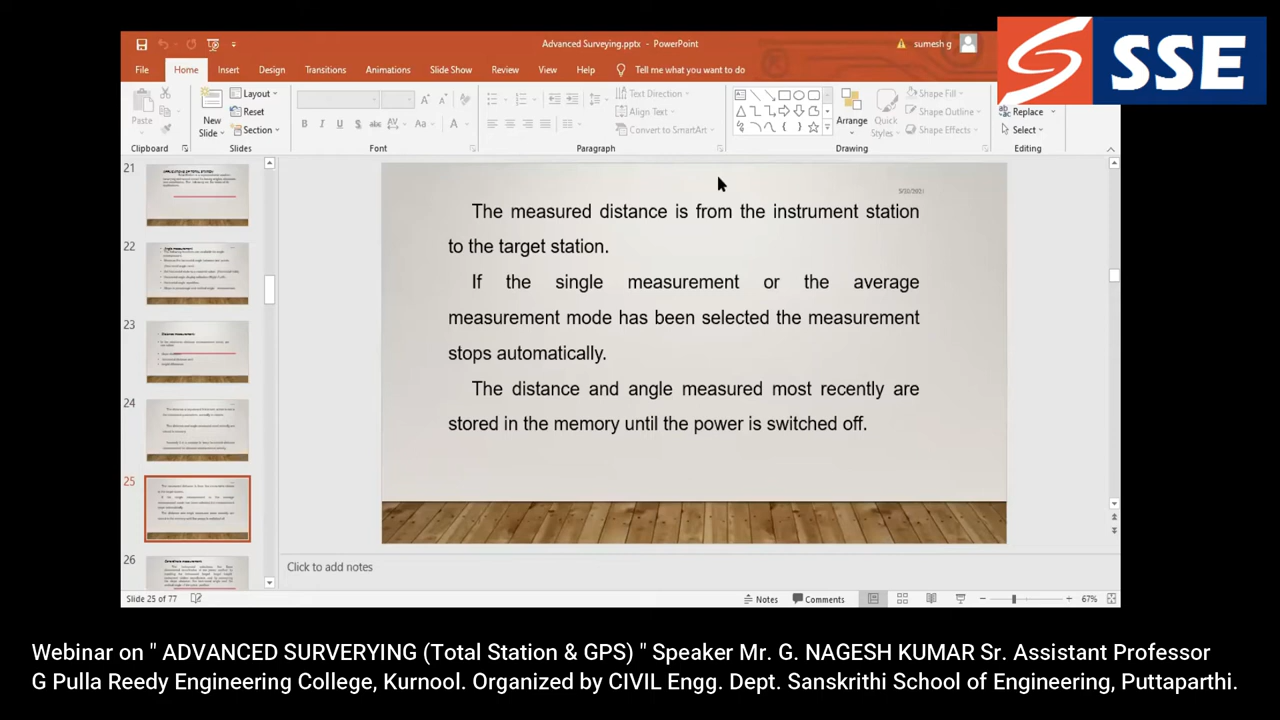 Advanced Surveying.pptx - PowerPoint
sumesh g
SSE
File Home Insert Design Transitions Animations Slide Show Review View Help Tell me what you want to do
Paste
New
Slide
Layout
Reset
Section
Text Direction
Align Text
Convert to SmartArt
Arrange
Quick
Styles
Shape Fill
Shape Outline
Shape Effects
Replace
Select
Clipboard Slides Font Paragraph Drawing Editing
21
22
23
24
25
26
5/10/2021
The measured distance is from the instrument station
to the target station.
If the single measurement or the average
measurement mode has been selected the measurement
stops automatically.
The distance and angle measured most recently are
stored in the memory until the power is switched off.
Click to add notes
Slide 25 of 77
Notes Comments 67%
Webinar on " ADVANCED SURVERYING (Total Station & GPS) " Speaker Mr. G. NAGESH KUMAR Sr. Assistant Professor
G Pulla Reedy Engineering College, Kurnool. Organized by CIVIL Engg. Dept. Sanskrithi School of Engineering, Puttaparthi.